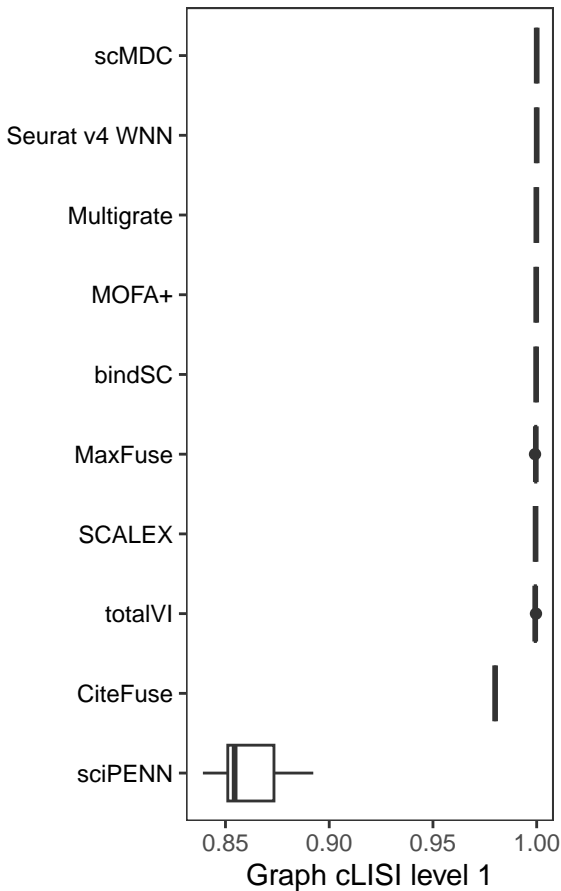 scMDC
Seurat v4 WNN
Multigrate
MOFA+
bindSC
MaxFuse
SCALEX
totalVI
CiteFuse
sciPENN
0.85 0.90 0.95 1.00
Graph cLISI level 1